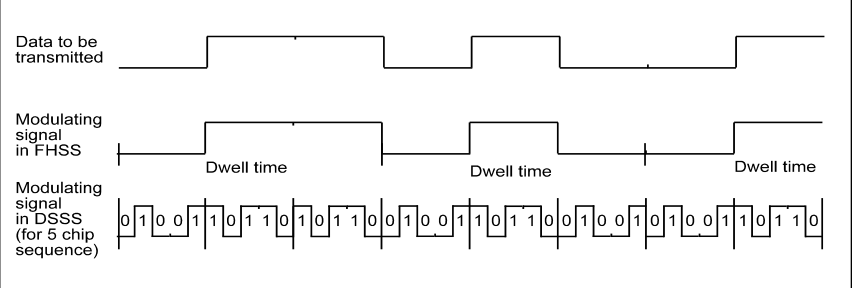 Data to be
transmitted
Modulating
signal
in FHSS
Dwell time
Dwell time
Dwell time
Modulating
signal
in DSSS
(for 5 chip
sequence)
0 1 0 0 1 1 0 1 1 0 1 0 1 1 0 0 1 0 0 1 1 0 1 1 0 0 1 0 0 1 0 1 0 0 1 1 0 1 1 0